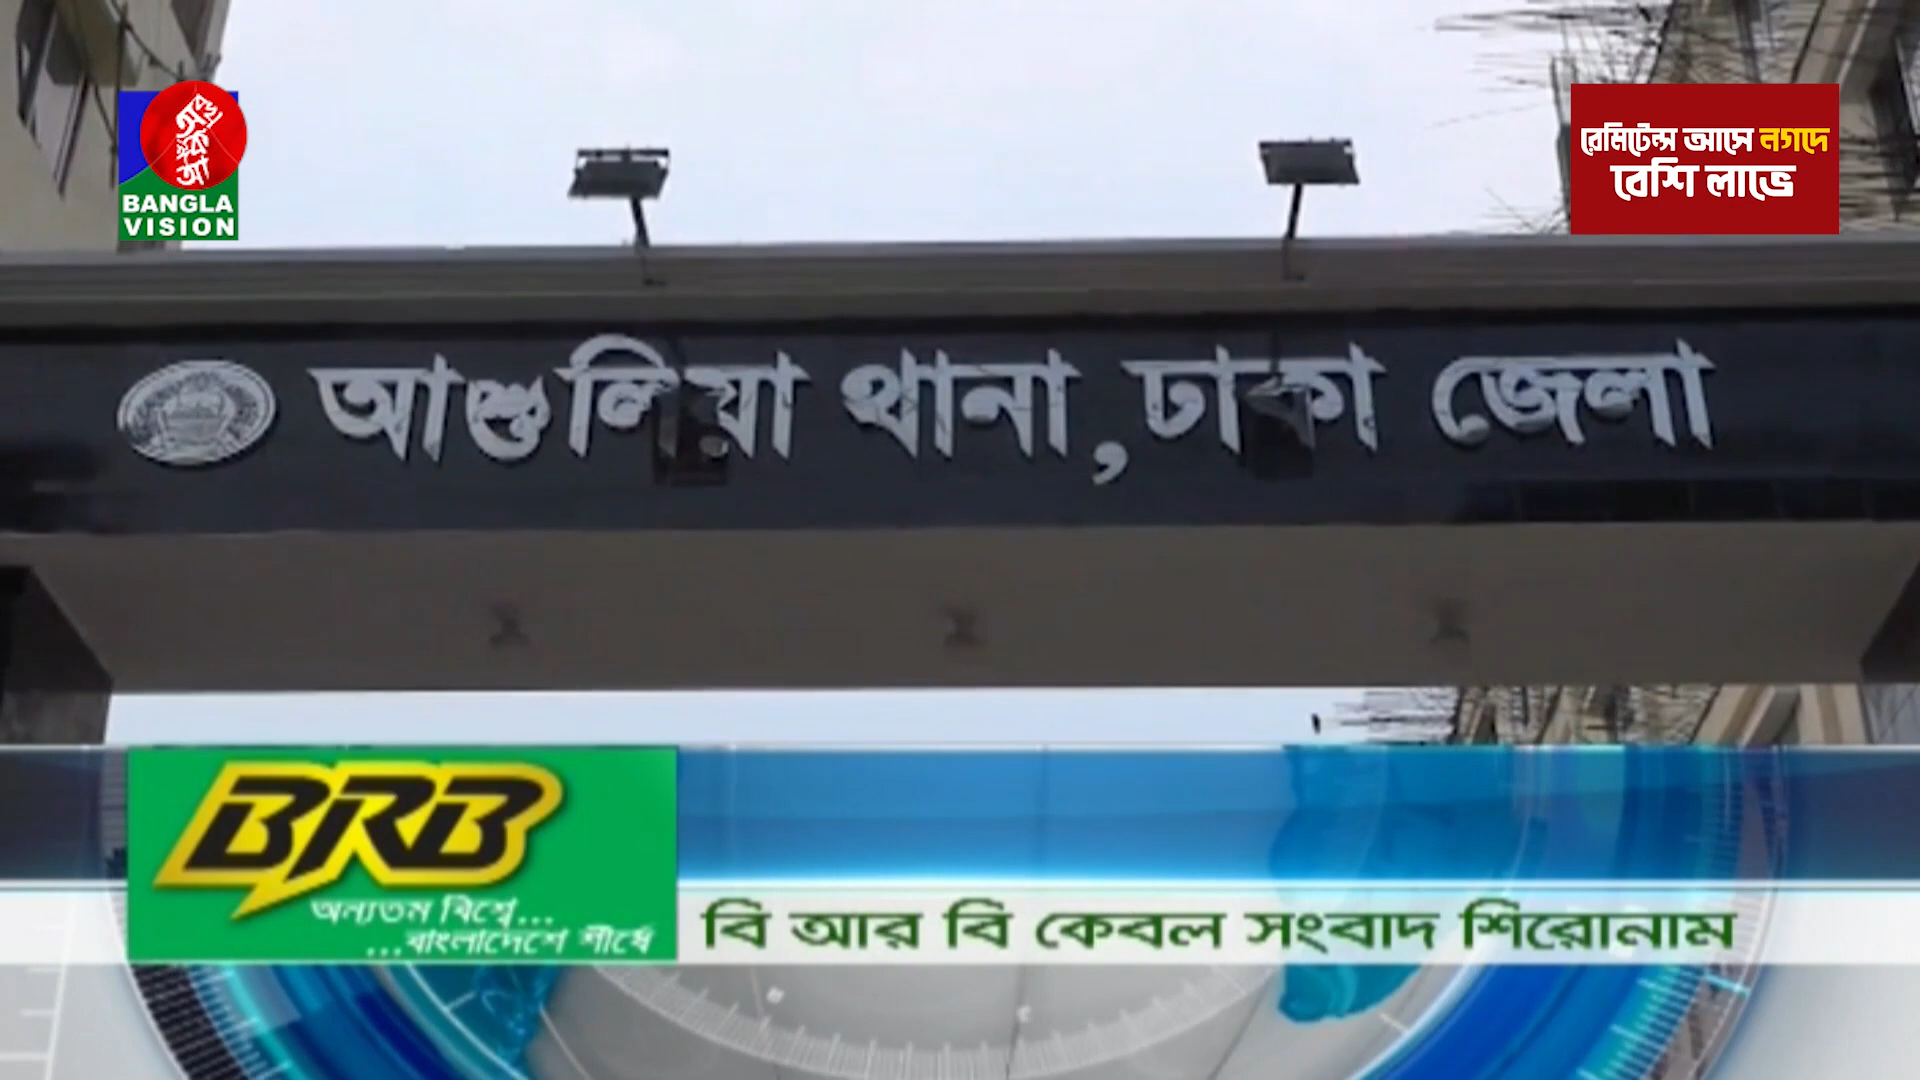 BANGLA
VISION
রেমিটেন্স আসে নগদে
বেশি লাভে
আশুলিয়া থানা, ঢাকা জেলা
BRB
অন্যতম বিশ্বে...
...বাংলাদেশে শীর্ষে
বি আর বি কেবল সংবাদ শিরোনাম